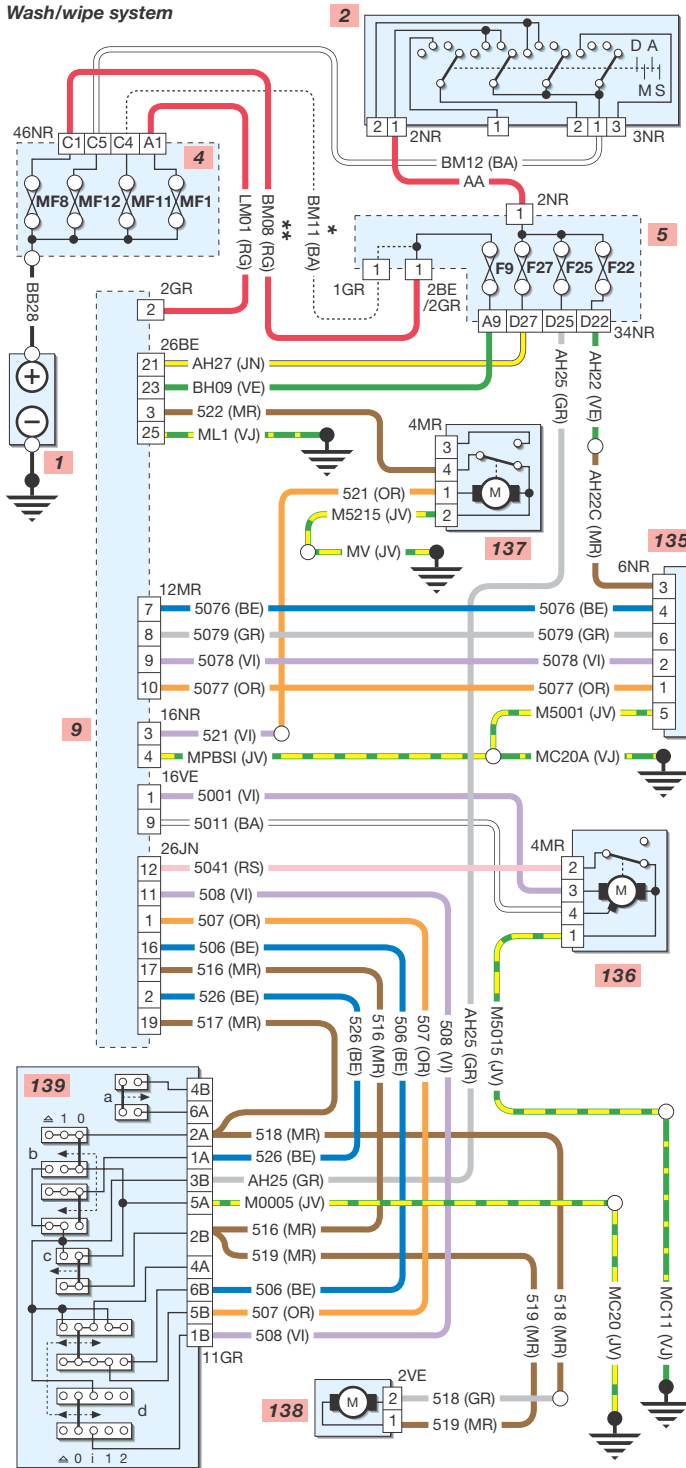 Wash/wipe system
2
D A
M S
2 1 2NR 1 2 1 3 3NR
46NR C1 C5 C4 A1
4
MF8 MF12 MF11 MF1
BM12 (BA)
AA
2NR
1
5
LM01 (RG)
BM08 (RG)
**
BM11 (BA)
*
1 1
1GR 2BE
/2GR
F9 F27 F25 F22
A9 D27 D25 D22
34NR
BB28
1
2GR
2
26BE
21 AH27 (JN)
23 BH09 (VE)
3 522 (MR)
25 ML1 (VJ)
AH25 (GR)
AH22 (VE)
AH22C (MR)
4MR
3
4
1
2
M
137
521 (OR)
M5215 (JV)
MV (JV)
135
6NR
3
4
6
2
1
5
12MR
7 5076 (BE) 5076 (BE)
8 5079 (GR) 5079 (GR)
9 5078 (VI) 5078 (VI)
10 5077 (OR) 5077 (OR)
M5001 (JV)
9
16NR
3 521 (VI)
4 MPBSI (JV)
MC20A (VJ)
16VE
1 5001 (VI)
9 5011 (BA)
4MR
2
3
4
1
M
136
26JN
12 5041 (RS)
11 508 (VI)
1 507 (OR)
16 506 (BE)
17 516 (MR)
2 526 (BE)
19 517 (MR)
526 (BE)
516 (MR)
506 (BE)
507 (OR)
508 (VI)
AH25 (GR)
M5015 (JV)
139
a
1 0
b
c
d
0 i 1 2
4B
6A
2A 518 (MR)
1A 526 (BE)
3B AH25 (GR)
5A M0005 (JV)
2B 516 (MR)
519 (MR)
4A
6B 506 (BE)
5B 507 (OR)
1B 508 (VI)
11GR
519 (MR)
518 (MR)
MC20 (JV)
MC11 (VJ)
138
M
2VE
2 518 (GR)
1 519 (MR)